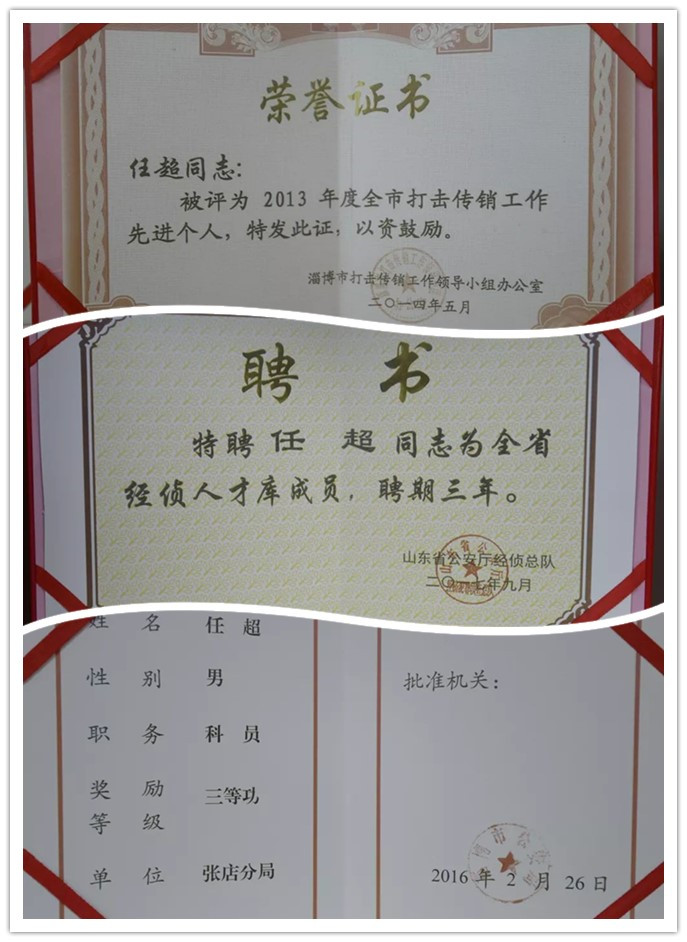 荣誉证书
任超同志：
被评为 2013 年度全市打击传销工作
先进个人，特发此证，以资鼓励。
淄博市打击传销工作领导小组办公室
二〇一四年五月
聘 书
特聘 任 超 同志为全省
经侦人才库成员，聘期三年。
山东省公安厅经侦总队
二〇一七年九月
姓 名 任 超
性 别 男
职 务 科 员
奖 励
等 级 三等功
单 位 张店分局
批准机关：
2016 年 2 月 26 日